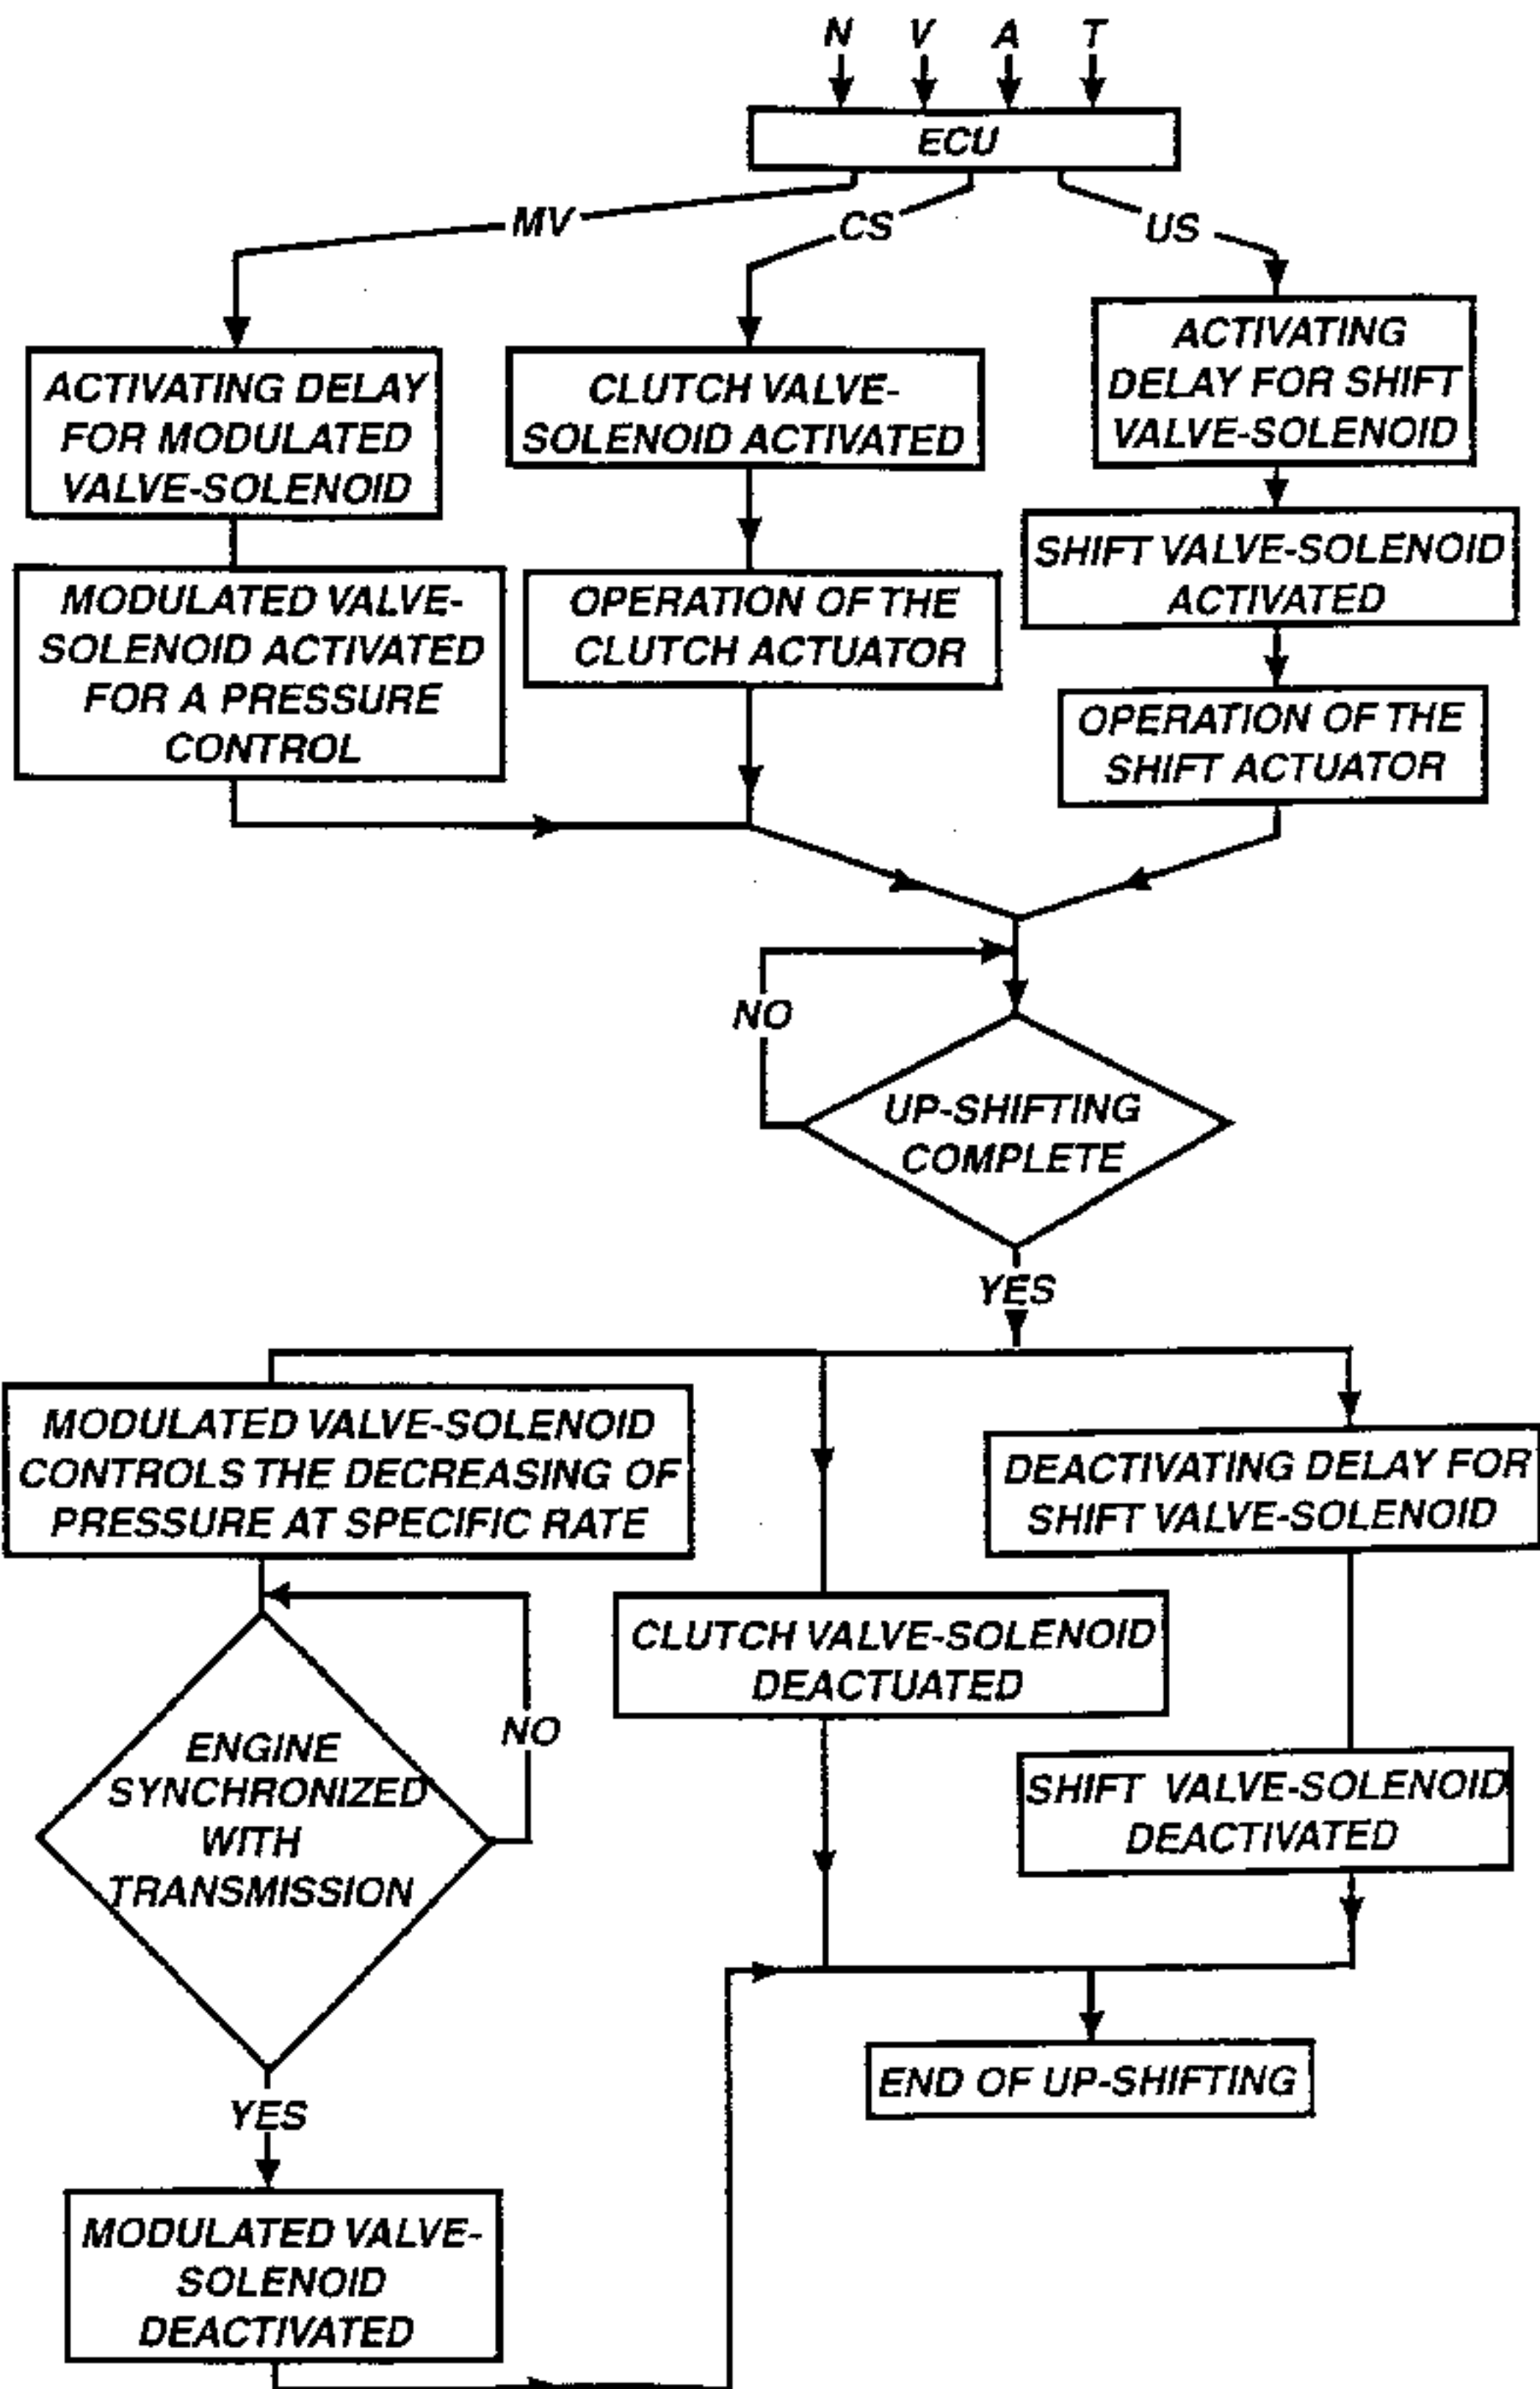 N V A T
ECU
MV CS US
ACTIVATING DELAY
FOR MODULATED
VALVE-SOLENOID
CLUTCH VALVE-
SOLENOID ACTIVATED
ACTIVATING
DELAY FOR SHIFT
VALVE-SOLENOID
MODULATED VALVE-
SOLENOID ACTIVATED
FOR A PRESSURE
CONTROL
OPERATION OF THE
CLUTCH ACTUATOR
SHIFT VALVE-SOLENOID
ACTIVATED
OPERATION OF THE
SHIFT ACTUATOR
NO
UP-SHIFTING
COMPLETE
YES
MODULATED VALVE-SOLENOID
CONTROLS THE DECREASING OF
PRESSURE AT SPECIFIC RATE
DEACTIVATING DELAY FOR
SHIFT VALVE-SOLENOID
CLUTCH VALVE-SOLENOID
DEACTUATED
NO
ENGINE
SYNCHRONIZED
WITH
TRANSMISSION
SHIFT VALVE-SOLENOID
DEACTIVATED
END OF UP-SHIFTING
YES
MODULATED VALVE-
SOLENOID
DEACTIVATED